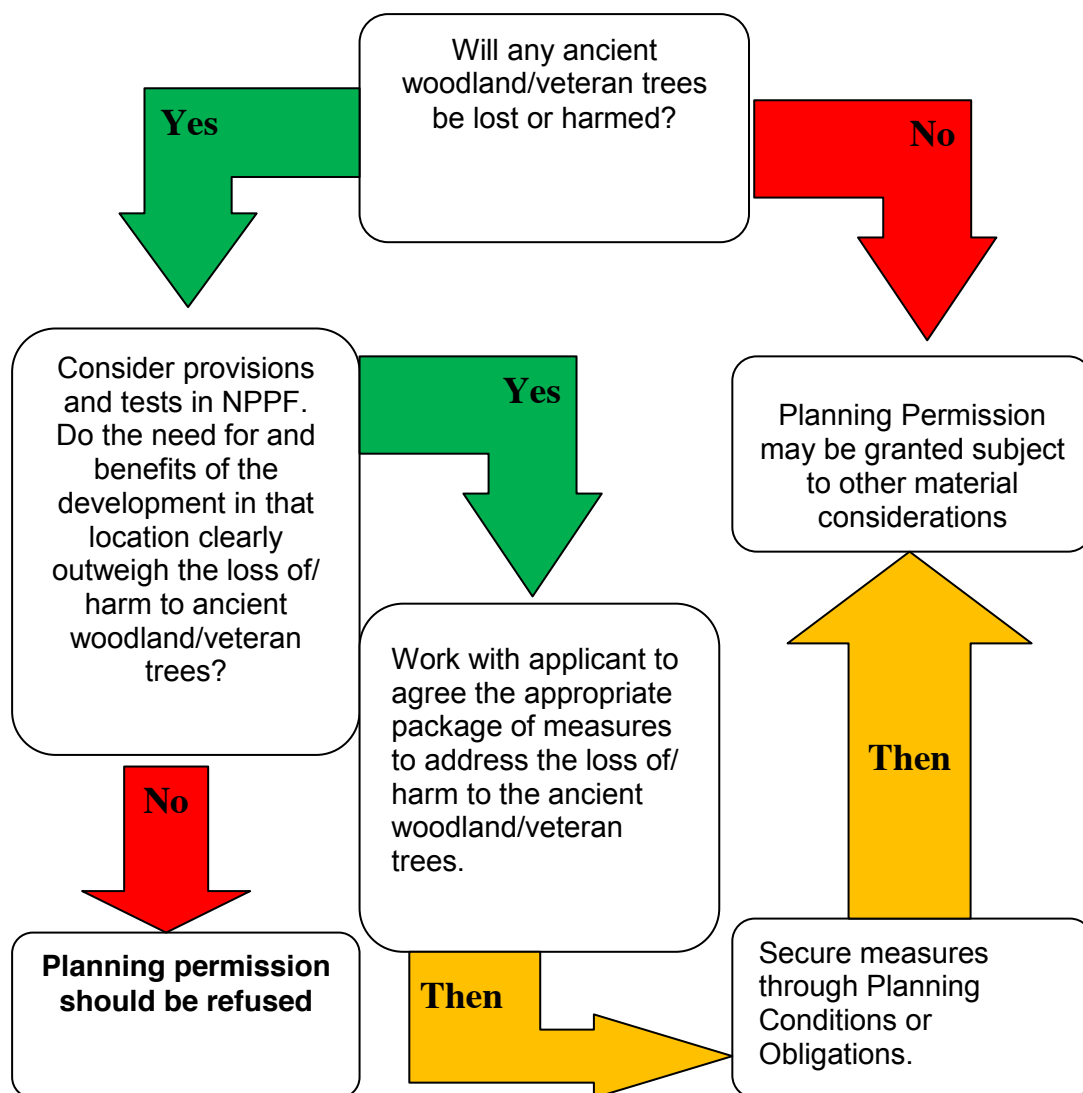 Will any ancient
woodland/veteran trees
be lost or harmed?
Yes
No
Consider provisions
and tests in NPPF.
Do the need for and
benefits of the
development in that
location clearly
outweigh the loss of/
harm to ancient
woodland/veteran
trees?
Yes
Planning Permission
may be granted subject
to other material
considerations
Work with applicant to
agree the appropriate
package of measures
to address the loss of/
harm to the ancient
woodland/veteran
trees.
No
Then
Planning permission
should be refused
Then
Secure measures
through Planning
Conditions or
Obligations.